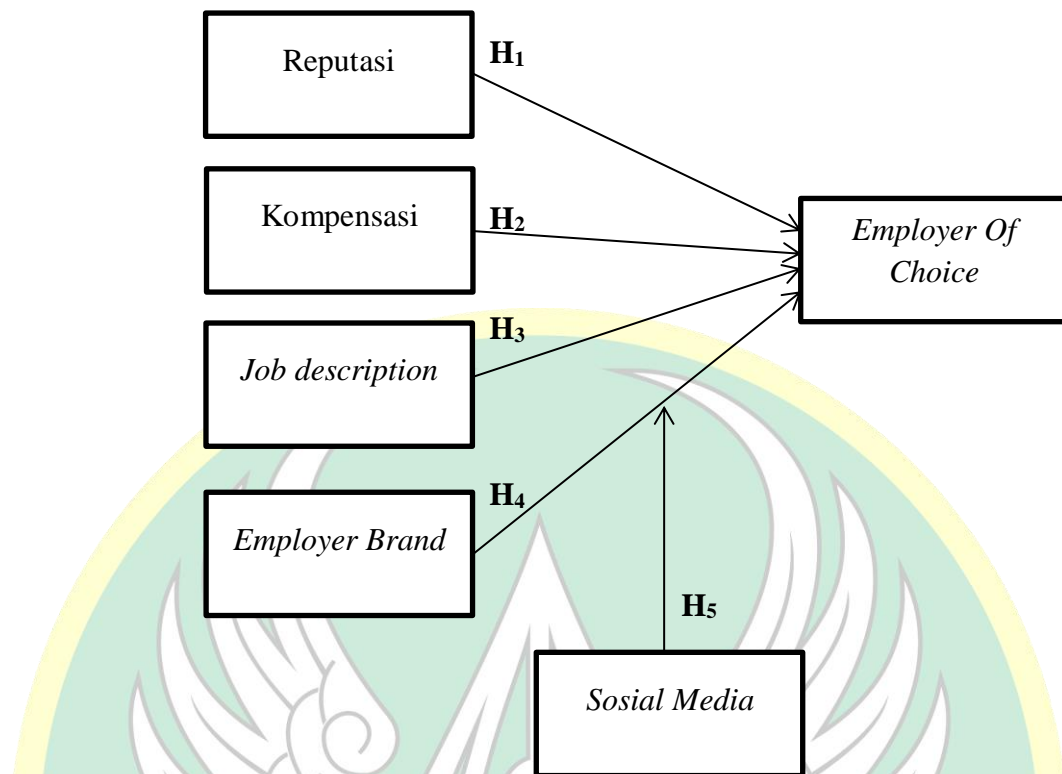 Reputasi
H₁
Kompensasi
H₂
Employer Of
Choice
Job description
H₃
Employer Brand
H₄
H₅
Sosial Media